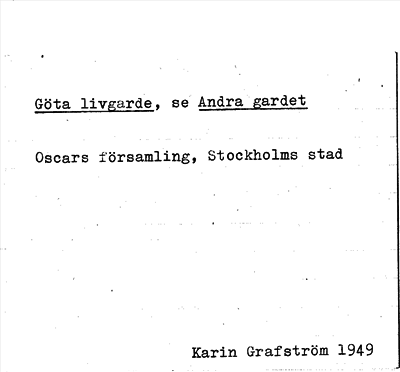 Göta livgarde, se Andra gardet
Oscars församling, Stockholms stad
Karin Grafström 1949